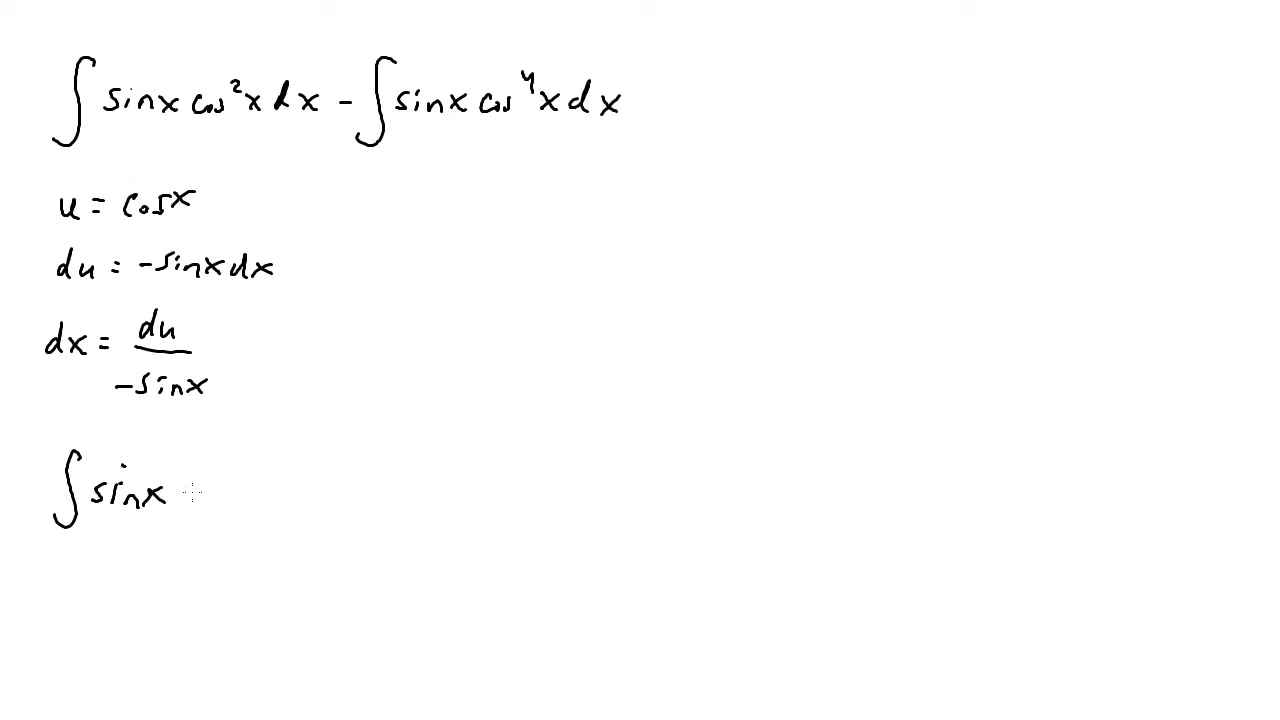 ∫ sinx cos²x dx - ∫ sinx cos⁴x dx
u = cosx
du = -sinx dx
dx = du / -sinx
∫ sinx